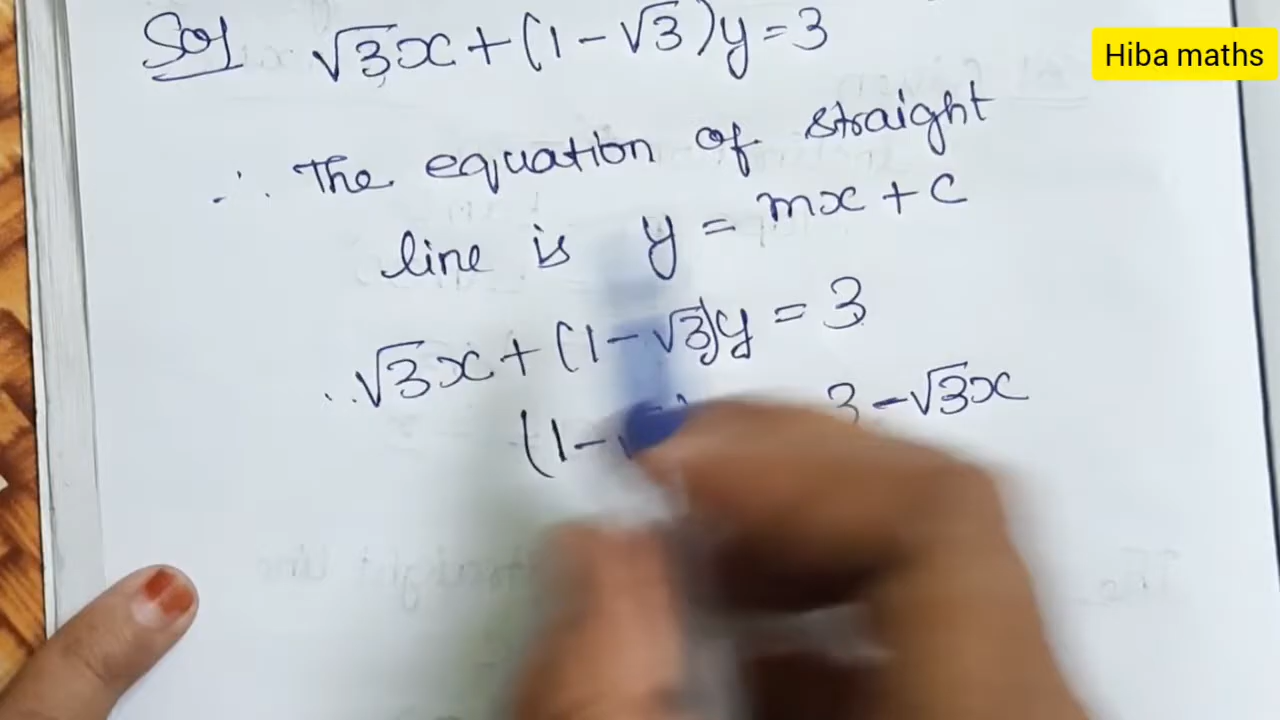 Sol √3x + (1 - √3)y = 3
Hiba maths
∴ The equation of straight
line is y = mx + c
∴ √3x + (1 - √3)y = 3
(1 - 3 - √3x